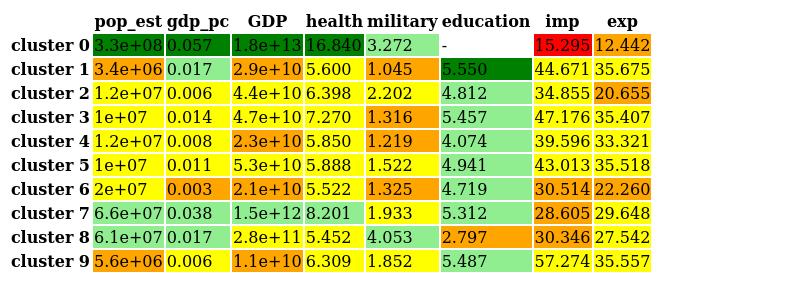 pop_est gdp_pc GDP health military education imp exp
cluster 0 3.3e+08 0.057 1.8e+13 16.840 3.272 - 15.295 12.442
cluster 1 3.4e+06 0.017 2.9e+10 5.600 1.045 5.550 44.671 35.675
cluster 2 1.2e+07 0.006 4.4e+10 6.398 2.202 4.812 34.855 20.655
cluster 3 1e+07 0.014 4.7e+10 7.270 1.316 5.457 47.176 35.407
cluster 4 1.2e+07 0.008 2.3e+10 5.850 1.219 4.074 39.596 33.321
cluster 5 1e+07 0.011 5.3e+10 5.888 1.522 4.941 43.013 35.518
cluster 6 2e+07 0.003 2.1e+10 5.522 1.325 4.719 30.514 22.260
cluster 7 6.6e+07 0.038 1.5e+12 8.201 1.933 5.312 28.605 29.648
cluster 8 6.1e+07 0.017 2.8e+11 5.452 4.053 2.797 30.346 27.542
cluster 9 5.6e+06 0.006 1.1e+10 6.309 1.852 5.487 57.274 35.557